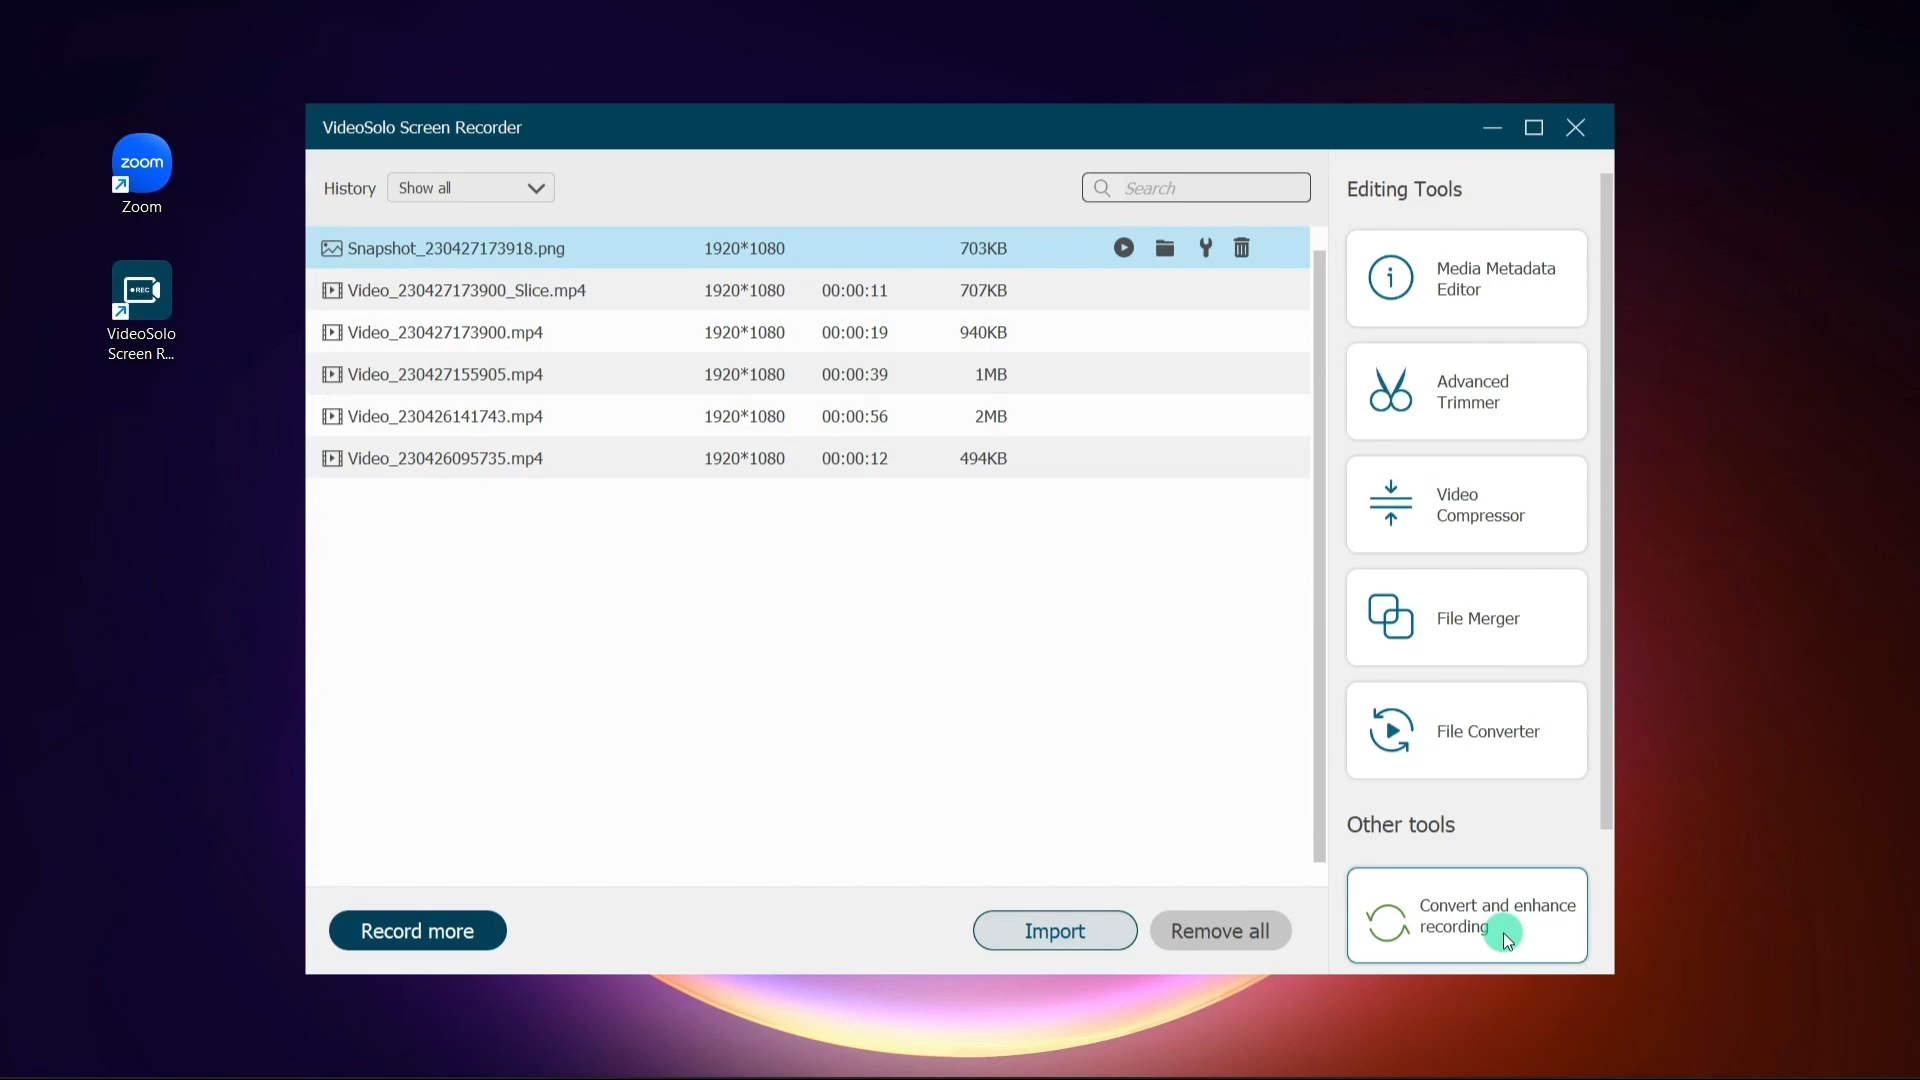 VideoSolo Screen Recorder
zoom
Zoom
REC
VideoSolo
Screen R...
History
Show all
Search
Snapshot_230427173918.png 1920*1080 703KB
Video_230427173900_Slice.mp4 1920*1080 00:00:11 707KB
Video_230427173900.mp4 1920*1080 00:00:19 940KB
Video_230427155905.mp4 1920*1080 00:00:39 1MB
Video_230426141743.mp4 1920*1080 00:00:56 2MB
Video_230426095735.mp4 1920*1080 00:00:12 494KB
Editing Tools
Media Metadata
Editor
Advanced
Trimmer
Video
Compressor
File Merger
File Converter
Other tools
Convert and enhance
recording
Record more
Import
Remove all